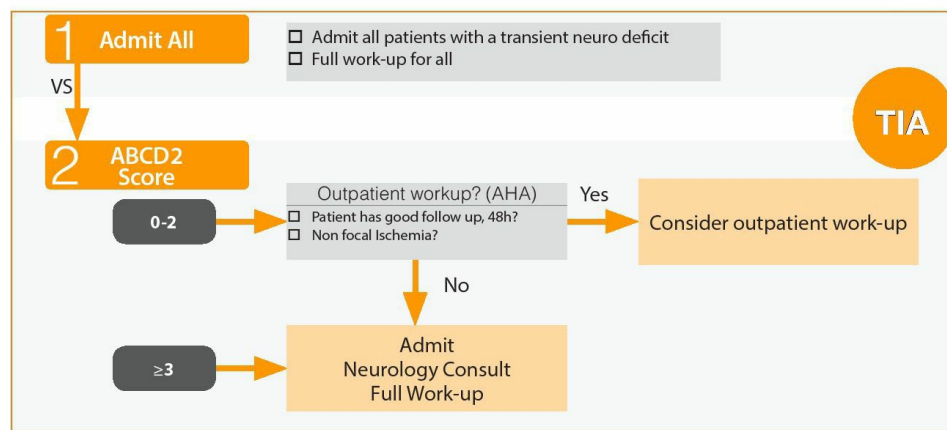 1 Admit All
☐ Admit all patients with a transient neuro deficit
☐ Full work-up for all
VS
TIA
2 ABCD2
Score
Outpatient workup? (AHA)
0-2
☐ Patient has good follow up, 48h?
☐ Non focal Ischemia?
Yes
Consider outpatient work-up
No
≥3
Admit
Neurology Consult
Full Work-up